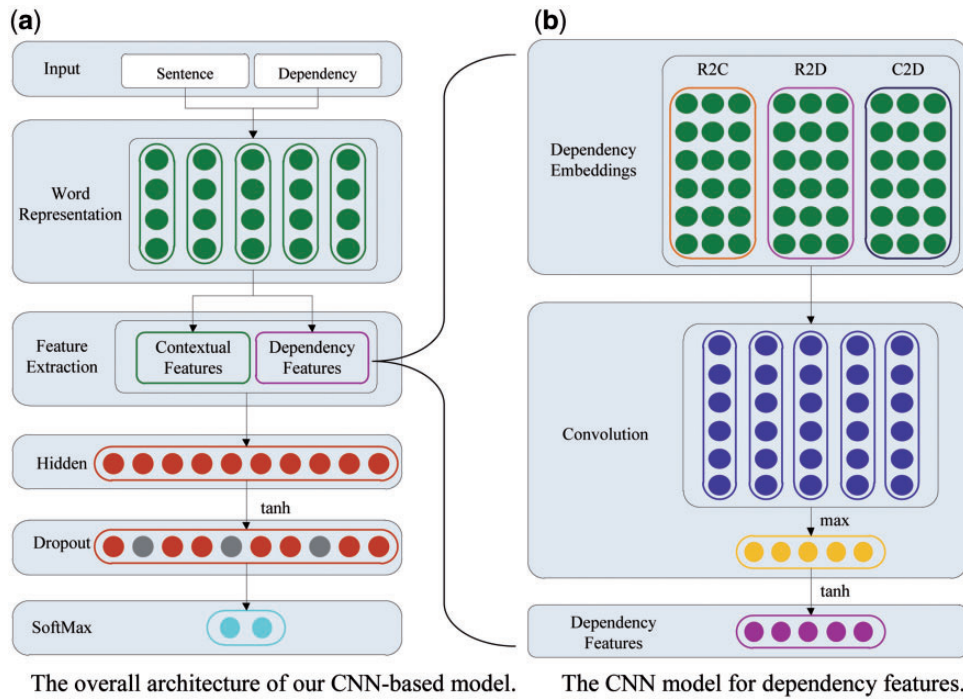 (a)
Input
Sentence
Dependency
Word
Representation
Feature
Extraction
Contextual
Features
Dependency
Features
Hidden
tanh
Dropout
SoftMax
The overall architecture of our CNN-based model.
(b)
R2C
R2D
C2D
Dependency
Embeddings
Convolution
max
tanh
Dependency
Features
The CNN model for dependency features.